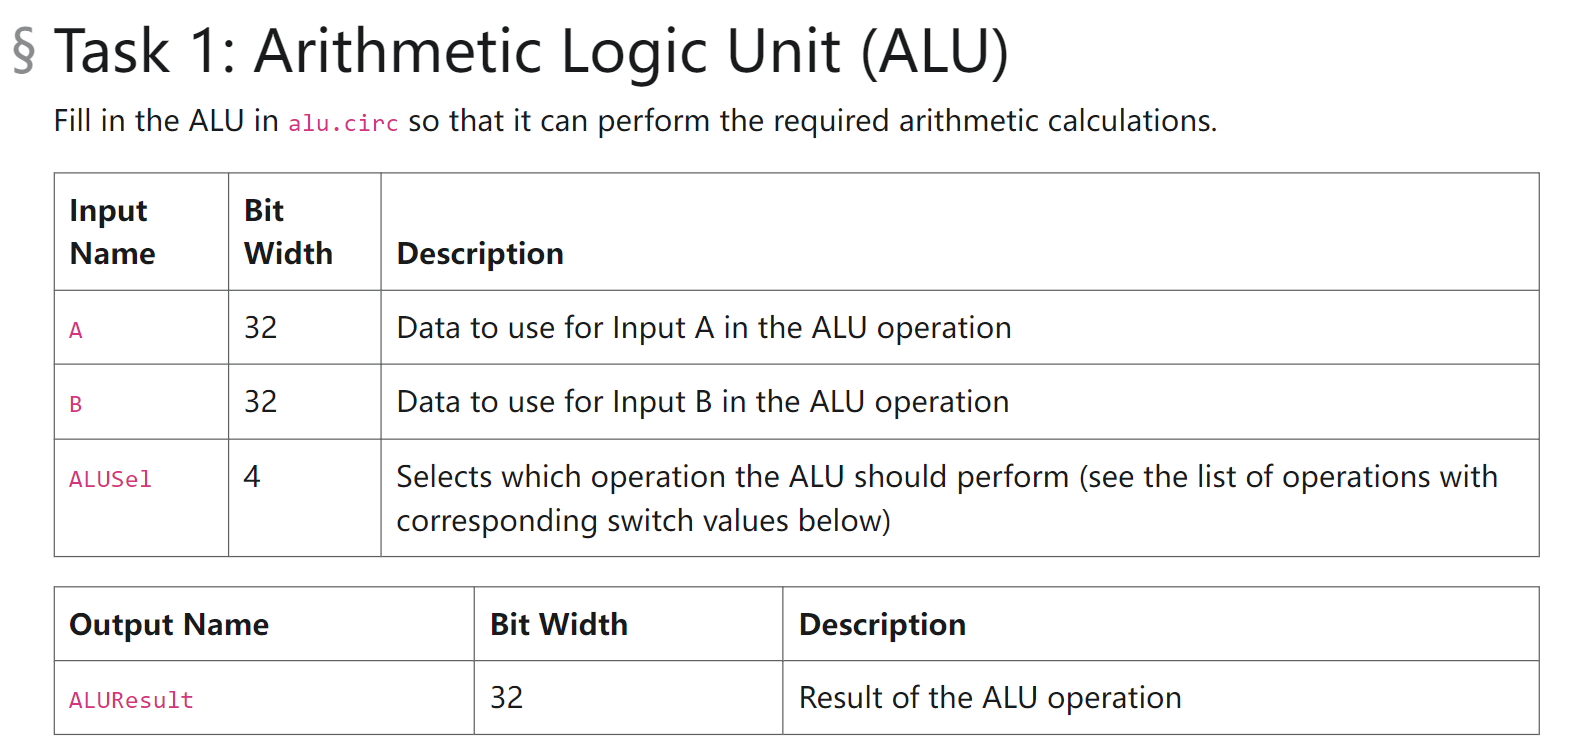 § Task 1: Arithmetic Logic Unit (ALU)
Fill in the ALU in alu.circ so that it can perform the required arithmetic calculations.
Input Name
Bit Width
Description
A
32
Data to use for Input A in the ALU operation
B
32
Data to use for Input B in the ALU operation
ALUSel
4
Selects which operation the ALU should perform (see the list of operations with
corresponding switch values below)
Output Name
Bit Width
Description
ALUResult
32
Result of the ALU operation